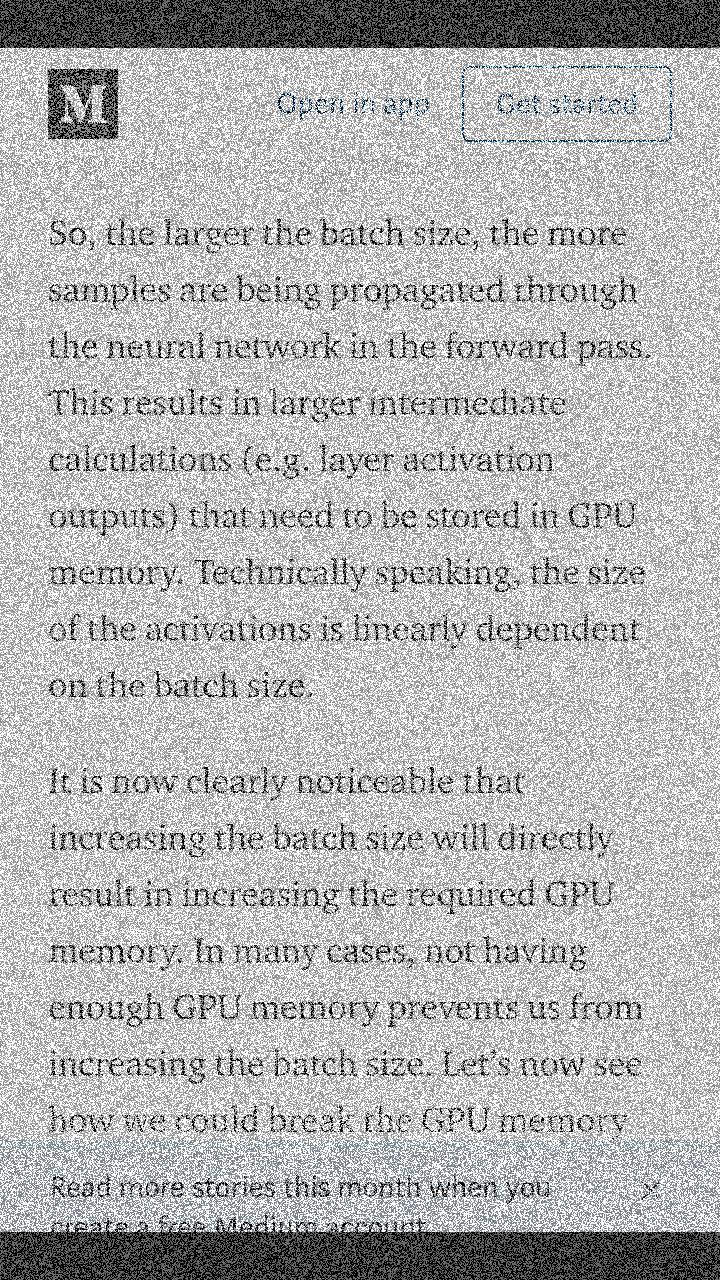 M
Open in app
Get started
So, the larger the batch size, the more
samples are being propagated through
the neural network in the forward pass.
This results in larger intermediate
calculations (e.g. layer activation
outputs) that need to be stored in GPU
memory. Technically speaking, the size
of the activations is linearly dependent
on the batch size.
It is now clearly noticeable that
increasing the batch size will directly
result in increasing the required GPU
memory. In many cases, not having
enough GPU memory prevents us from
increasing the batch size. Let's now see
how we could break the GPU memory
Read more stories this month when you
create a free Medium account.